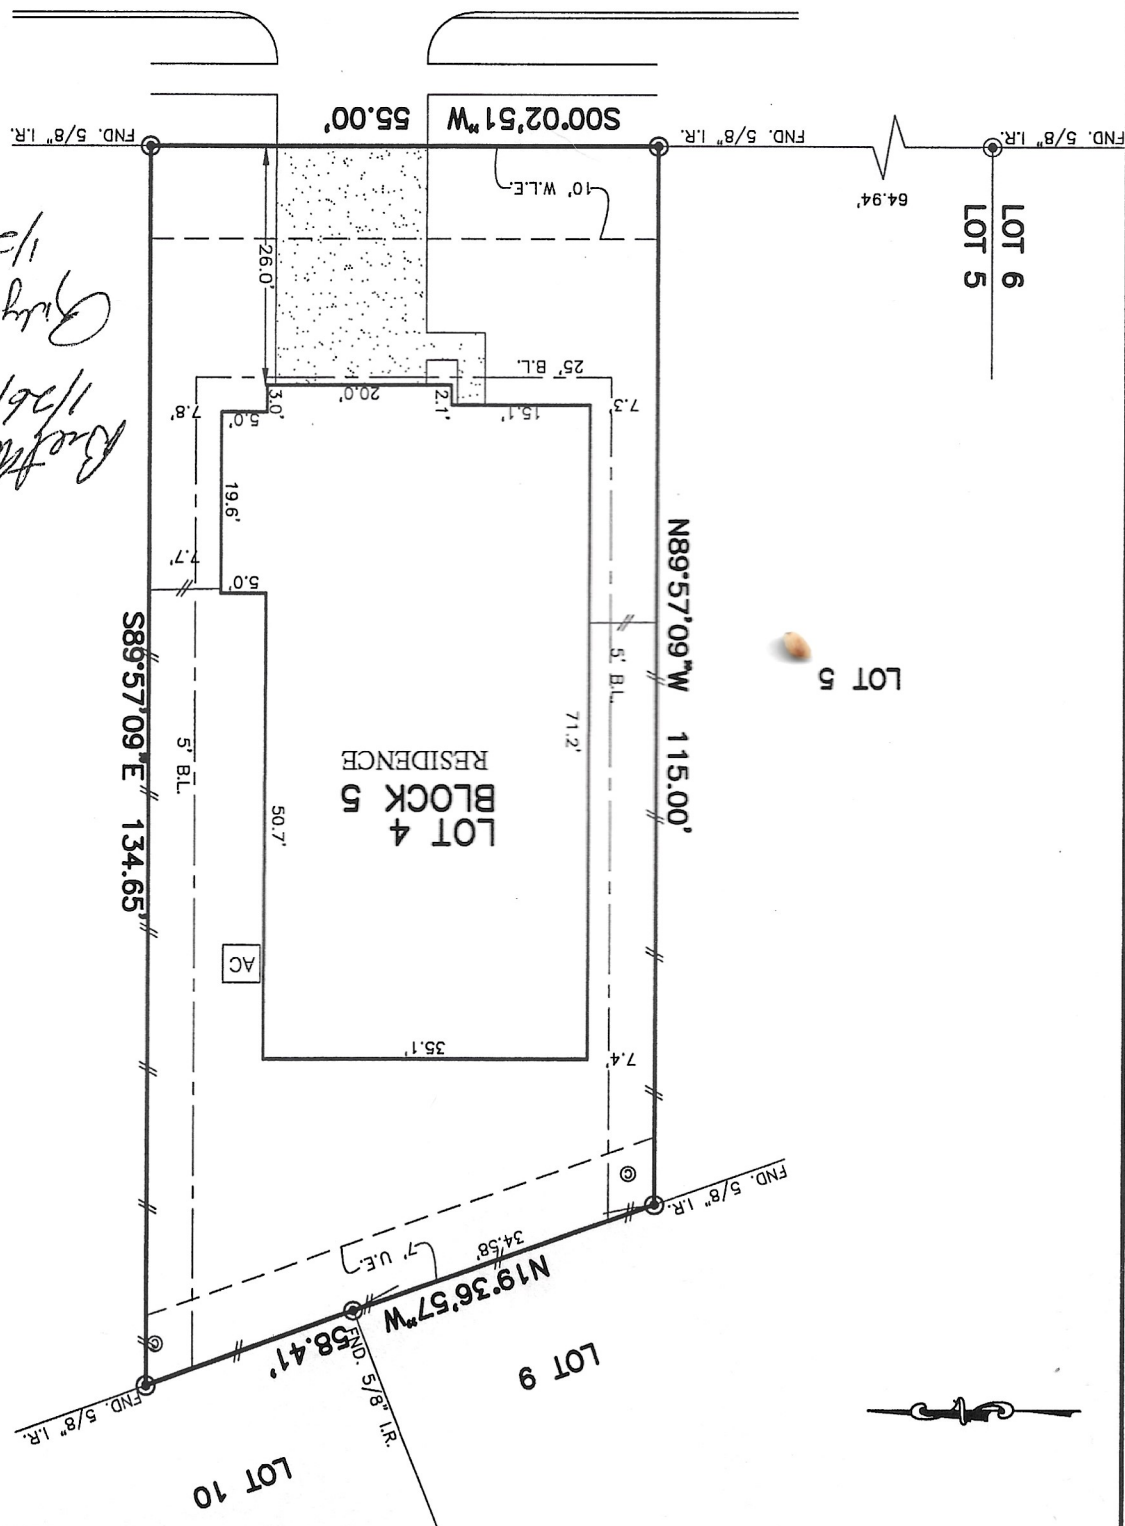 LOT 10
LOT 9
FND. 5/8" I.R.
FND. 5/8" I.R.
58.41'
N19°36'57"W
34.58'
7' U.E.
FND. 5/8" I.R.
©
©
7.4'
35.1'
AC
LOT 4
BLOCK 5
RESIDENCE
50.7'
71.2'
S89°57'09"E 134.65'
N89°57'09"W 115.00'
5' B.L.
5' B.L.
LOT 5
5.0'
7.7'
19.6'
5.0'
7.8'
3.0'
20.0'
2.1'
15.1'
7.3'
25' B.L.
26.0'
10' W.L.E.
64.94'
LOT 6
LOT 5
FND. 5/8" I.R.
FND. 5/8" I.R.
FND. 5/8" I.R.
S00°02'51"W 55.00'
1/26/